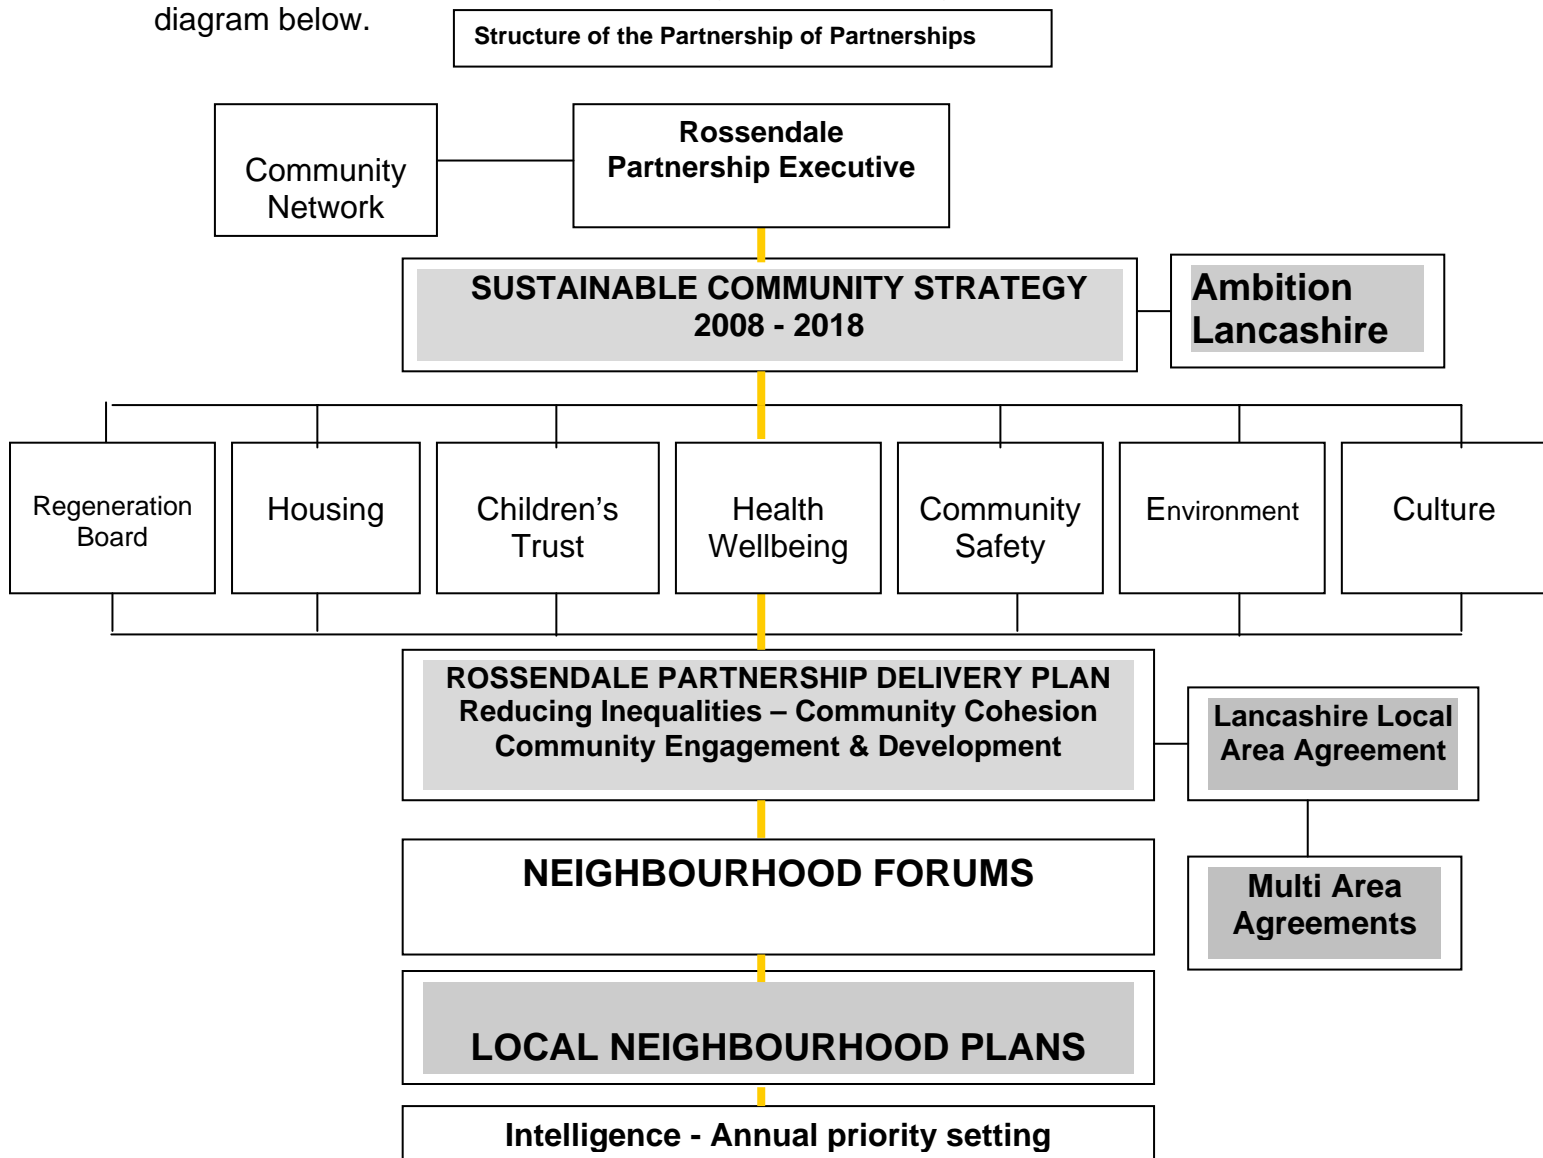 diagram below.
Structure of the Partnership of Partnerships
Community
Network
Rossendale
Partnership Executive
SUSTAINABLE COMMUNITY STRATEGY
2008 - 2018
Ambition
Lancashire
Regeneration
Board
Housing
Children's
Trust
Health
Wellbeing
Community
Safety
Environment
Culture
ROSSENDALE PARTNERSHIP DELIVERY PLAN
Reducing Inequalities – Community Cohesion
Community Engagement & Development
Lancashire Local
Area Agreement
NEIGHBOURHOOD FORUMS
Multi Area
Agreements
LOCAL NEIGHBOURHOOD PLANS
Intelligence - Annual priority setting